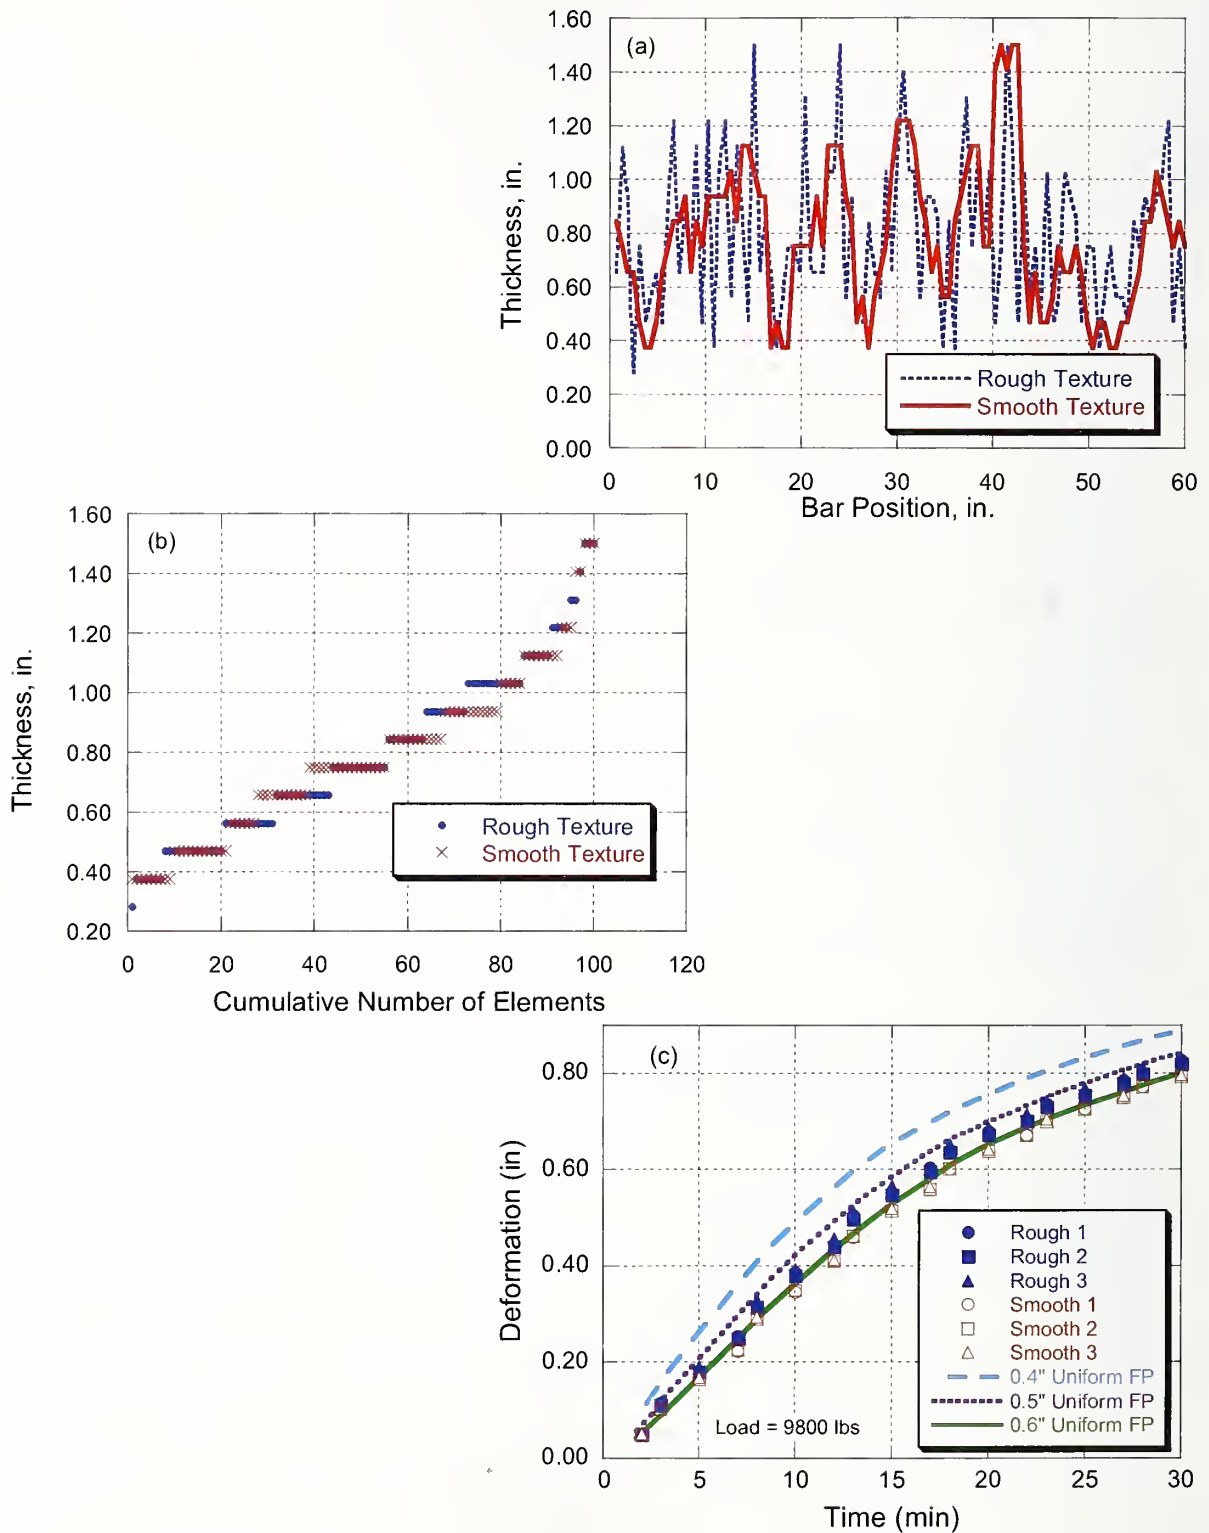 1.60
(a)
1.40
1.20
1.00
0.80
0.60
0.40
0.20
0.00
Thickness, in.
Rough Texture
Smooth Texture
0 10 20 30 40 50 60
Bar Position, in.
1.60
(b)
1.40
1.20
1.00
0.80
0.60
0.40
0.20
Thickness, in.
Rough Texture
Smooth Texture
0 20 40 60 80 100 120
Cumulative Number of Elements
(c)
0.80
0.60
0.40
0.20
0.00
Deformation (in)
Rough 1
Rough 2
Rough 3
Smooth 1
Smooth 2
Smooth 3
0.4" Uniform FP
0.5" Uniform FP
0.6" Uniform FP
Load = 9800 lbs
0 5 10 15 20 25 30
Time (min)